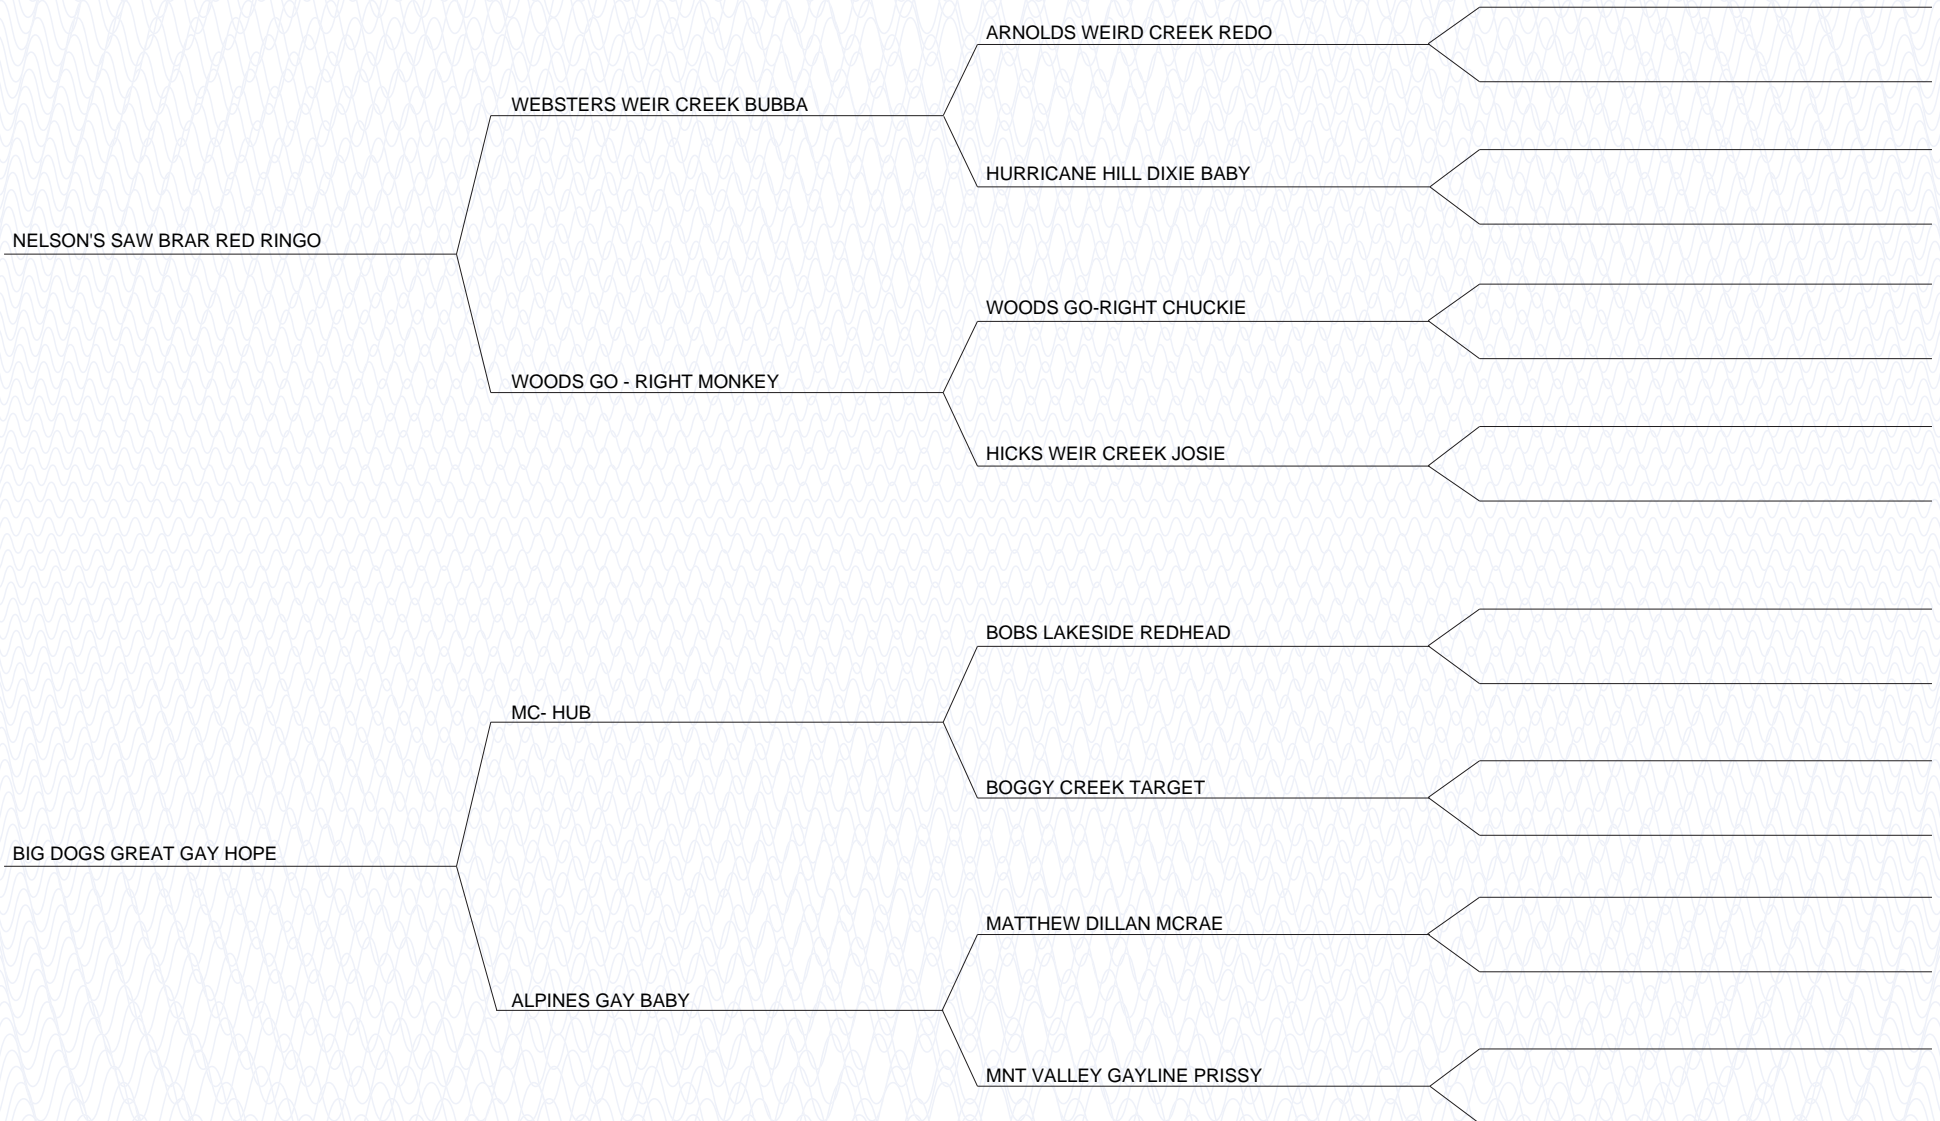 ARNOLDS WEIRD CREEK REDO
WEBSTERS WEIR CREEK BUBBA
HURRICANE HILL DIXIE BABY
NELSON'S SAW BRAR RED RINGO
WOODS GO-RIGHT CHUCKIE
WOODS GO - RIGHT MONKEY
HICKS WEIR CREEK JOSIE
BOBS LAKESIDE REDHEAD
MC- HUB
BOGGY CREEK TARGET
BIG DOGS GREAT GAY HOPE
MATTHEW DILLAN MCRAE
ALPINES GAY BABY
MNT VALLEY GAYLINE PRISSY